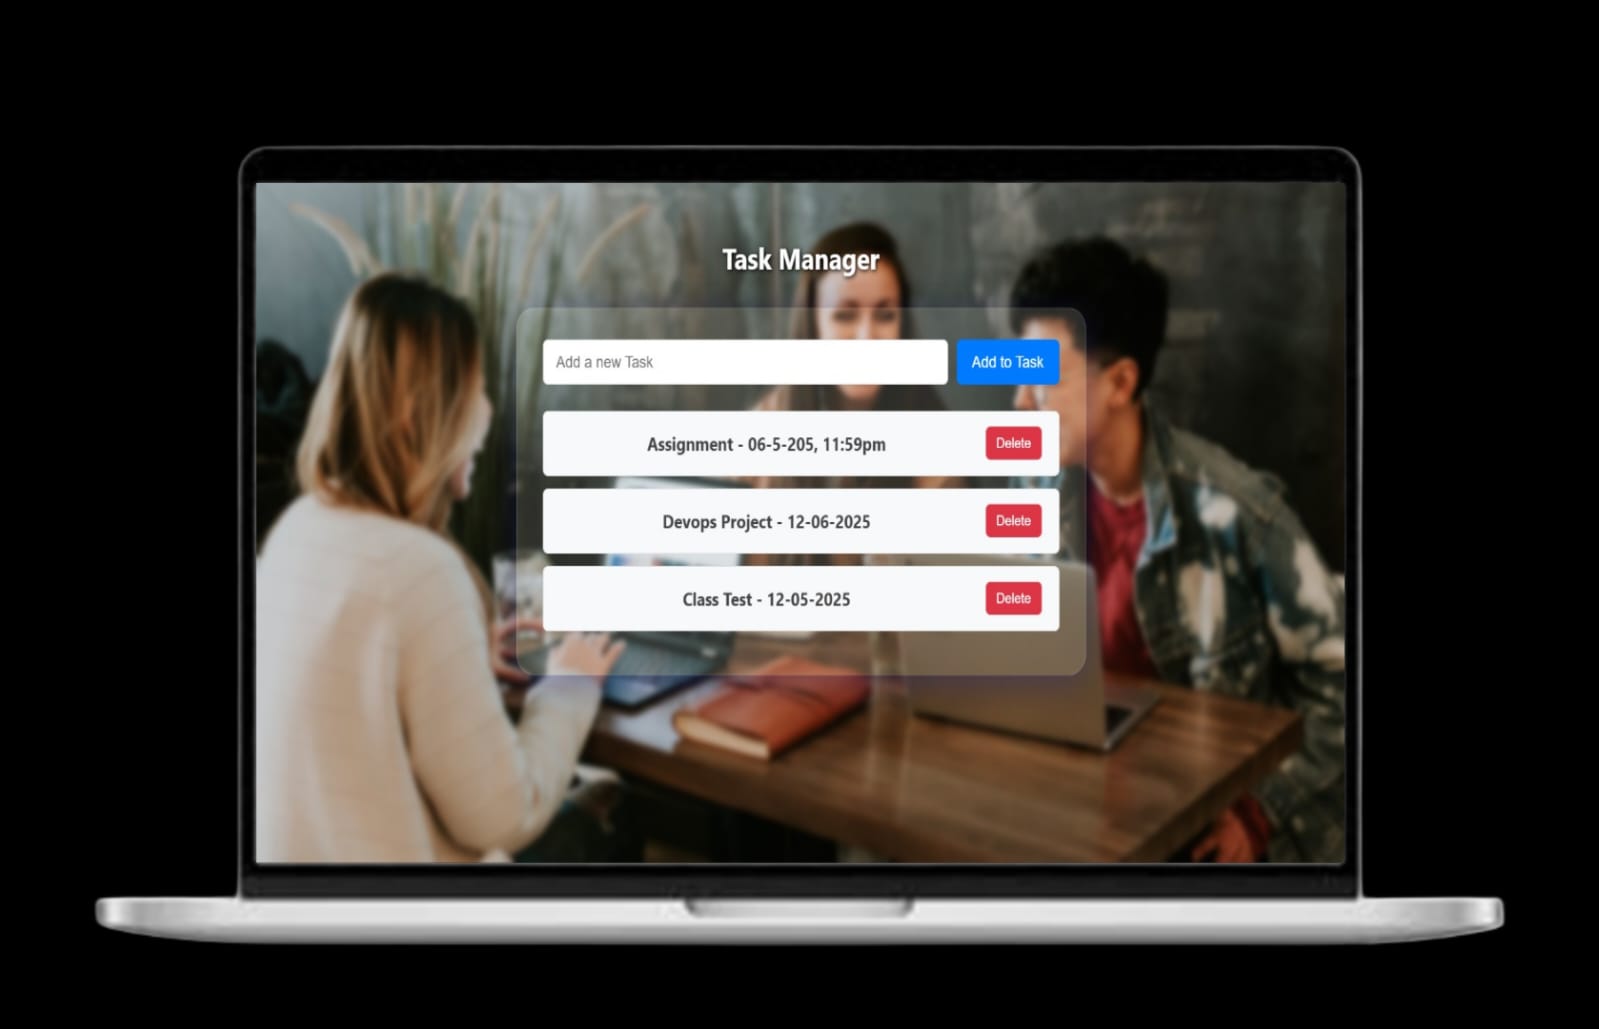 Task Manager
Add a new Task
Add to Task
Assignment - 06-5-205, 11:59pm
Delete
Devops Project - 12-06-2025
Delete
Class Test - 12-05-2025
Delete